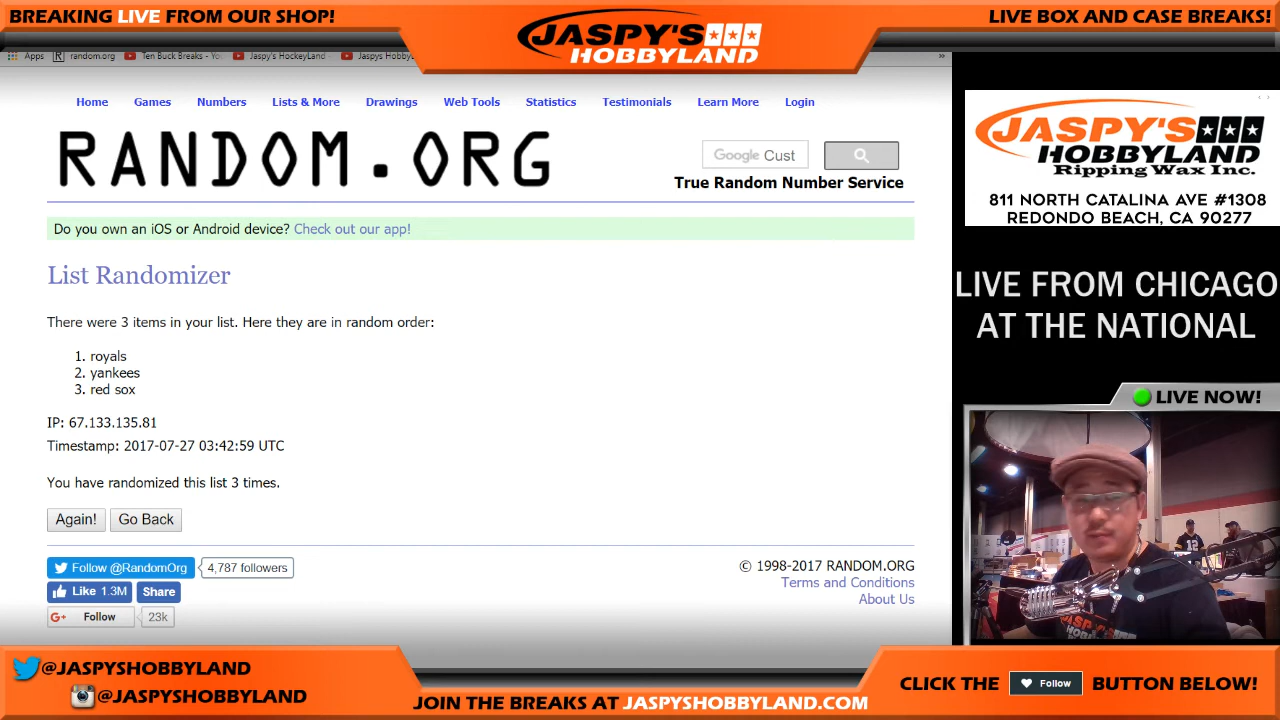 BREAKING LIVE FROM OUR SHOP!
JASPY'S
HOBBYLAND
LIVE BOX AND CASE BREAKS!
Apps
random.org
Ten Buck Breaks - Yo
Jaspy's HockeyLand
Jaspys Hobby
»
Home
Games
Numbers
Lists & More
Drawings
Web Tools
Statistics
Testimonials
Learn More
Login
RANDOM.ORG
Google Cust
True Random Number Service
Do you own an iOS or Android device? Check out our app!
List Randomizer
There were 3 items in your list. Here they are in random order:
1. royals
2. yankees
3. red sox
IP: 67.133.135.81
Timestamp: 2017-07-27 03:42:59 UTC
You have randomized this list 3 times.
Again!
Go Back
Follow @RandomOrg
4,787 followers
Like 1.3M
Share
G+ Follow
23k
© 1998-2017 RANDOM.ORG
Terms and Conditions
About Us
JASPY'S
HOBBYLAND
Ripping Wax Inc.
811 NORTH CATALINA AVE #1308
REDONDO BEACH, CA 90277
LIVE FROM CHICAGO
AT THE NATIONAL
LIVE NOW!
12
JASPY'S
HOBBYLAND
@JASPYSHOBBYLAND
@JASPYSHOBBYLAND
JOIN THE BREAKS AT JASPYSHOBBYLAND.COM
CLICK THE
Follow
BUTTON BELOW!